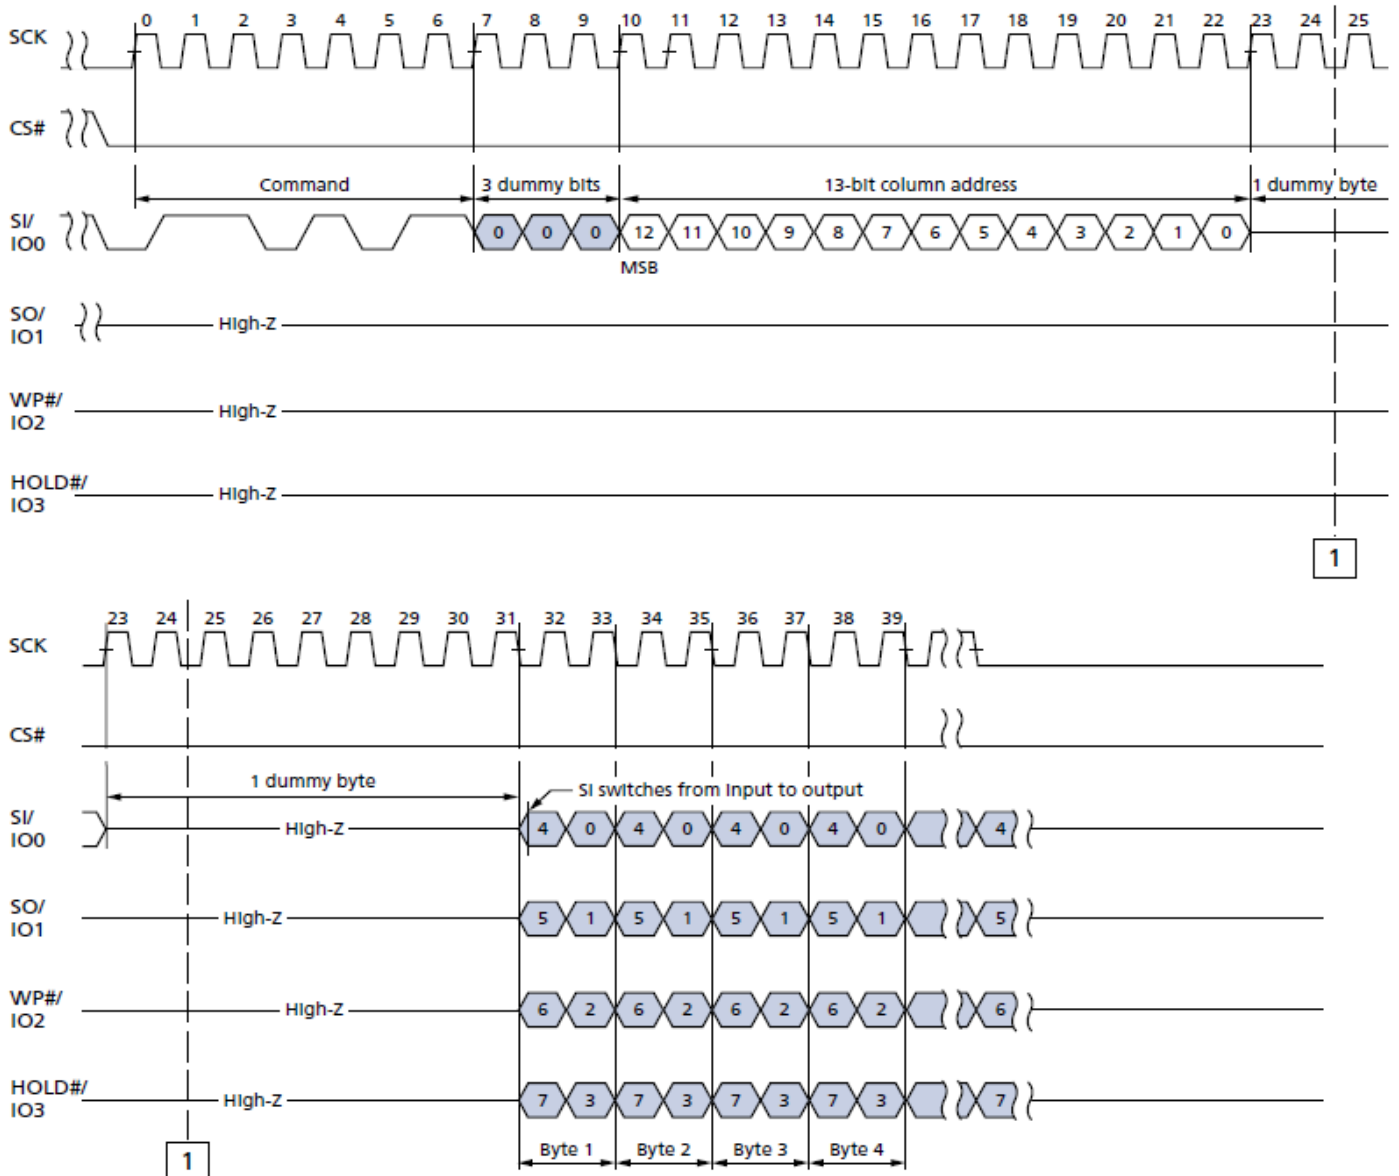 0 1 2 3 4 5 6 7 8 9 10 11 12 13 14 15 16 17 18 19 20 21 22 23 24 25
SCK
CS#
Command 3 dummy bits 13-bit column address 1 dummy byte
SI/
IO0
0 0 0 12 11 10 9 8 7 6 5 4 3 2 1 0
MSB
SO/
IO1
High-Z
WP#/
IO2
High-Z
HOLD#/
IO3
High-Z
1
23 24 25 26 27 28 29 30 31 32 33 34 35 36 37 38 39
SCK
CS#
1 dummy byte
SI switches from input to output
SI/
IO0
High-Z 4 0 4 0 4 0 4 0 4
SO/
IO1
High-Z 5 1 5 1 5 1 5 1 5
WP#/
IO2
High-Z 6 2 6 2 6 2 6 2 6
HOLD#/
IO3
High-Z 7 3 7 3 7 3 7 3 7
Byte 1 Byte 2 Byte 3 Byte 4
1